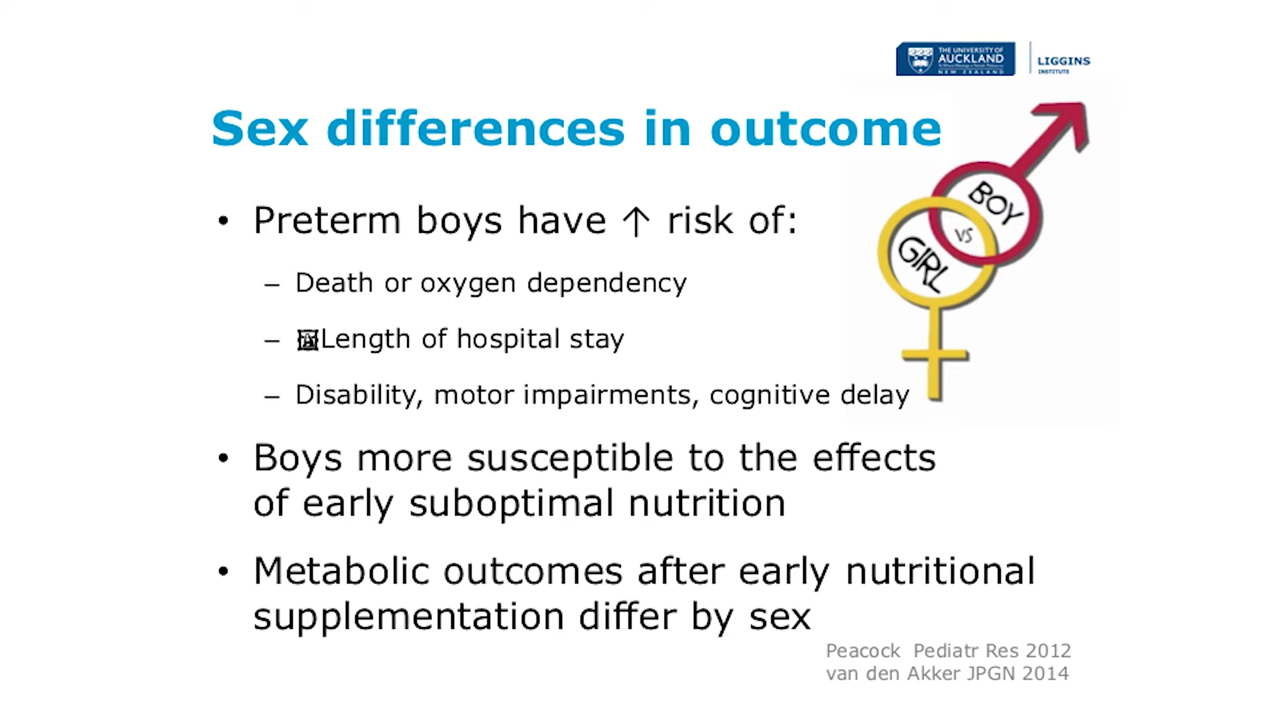 THE UNIVERSITY OF
AUCKLAND
NEW ZEALAND
LIGGINS
INSTITUTE
Sex differences in outcome
BOY
VS
GIRL
• Preterm boys have ↑ risk of:
– Death or oxygen dependency
– Length of hospital stay
– Disability, motor impairments, cognitive delay
• Boys more susceptible to the effects
of early suboptimal nutrition
• Metabolic outcomes after early nutritional
supplementation differ by sex
Peacock Pediatr Res 2012
van den Akker JPGN 2014